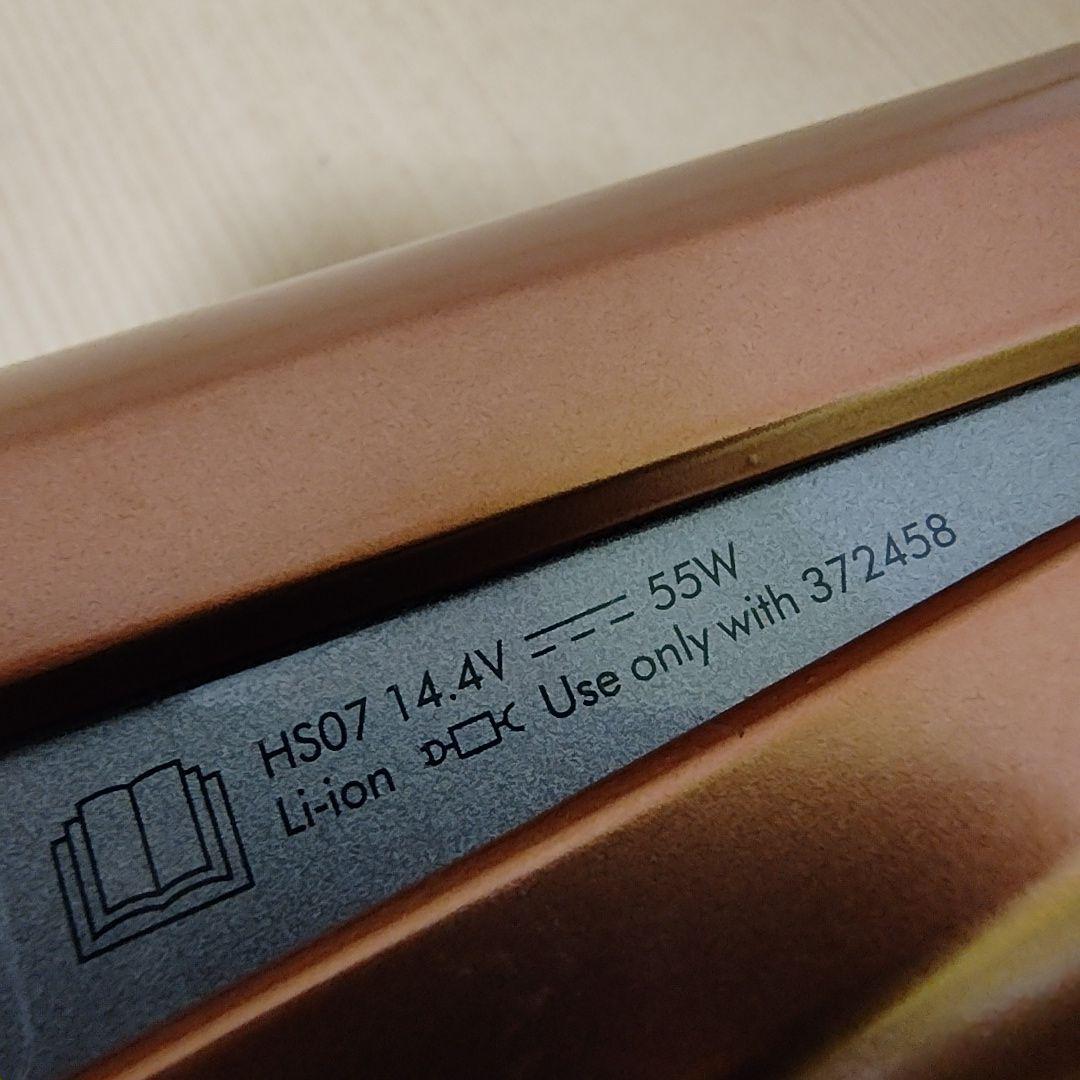 HS07 14.4V ⎓ 55W
Li-ion Use only with 372458